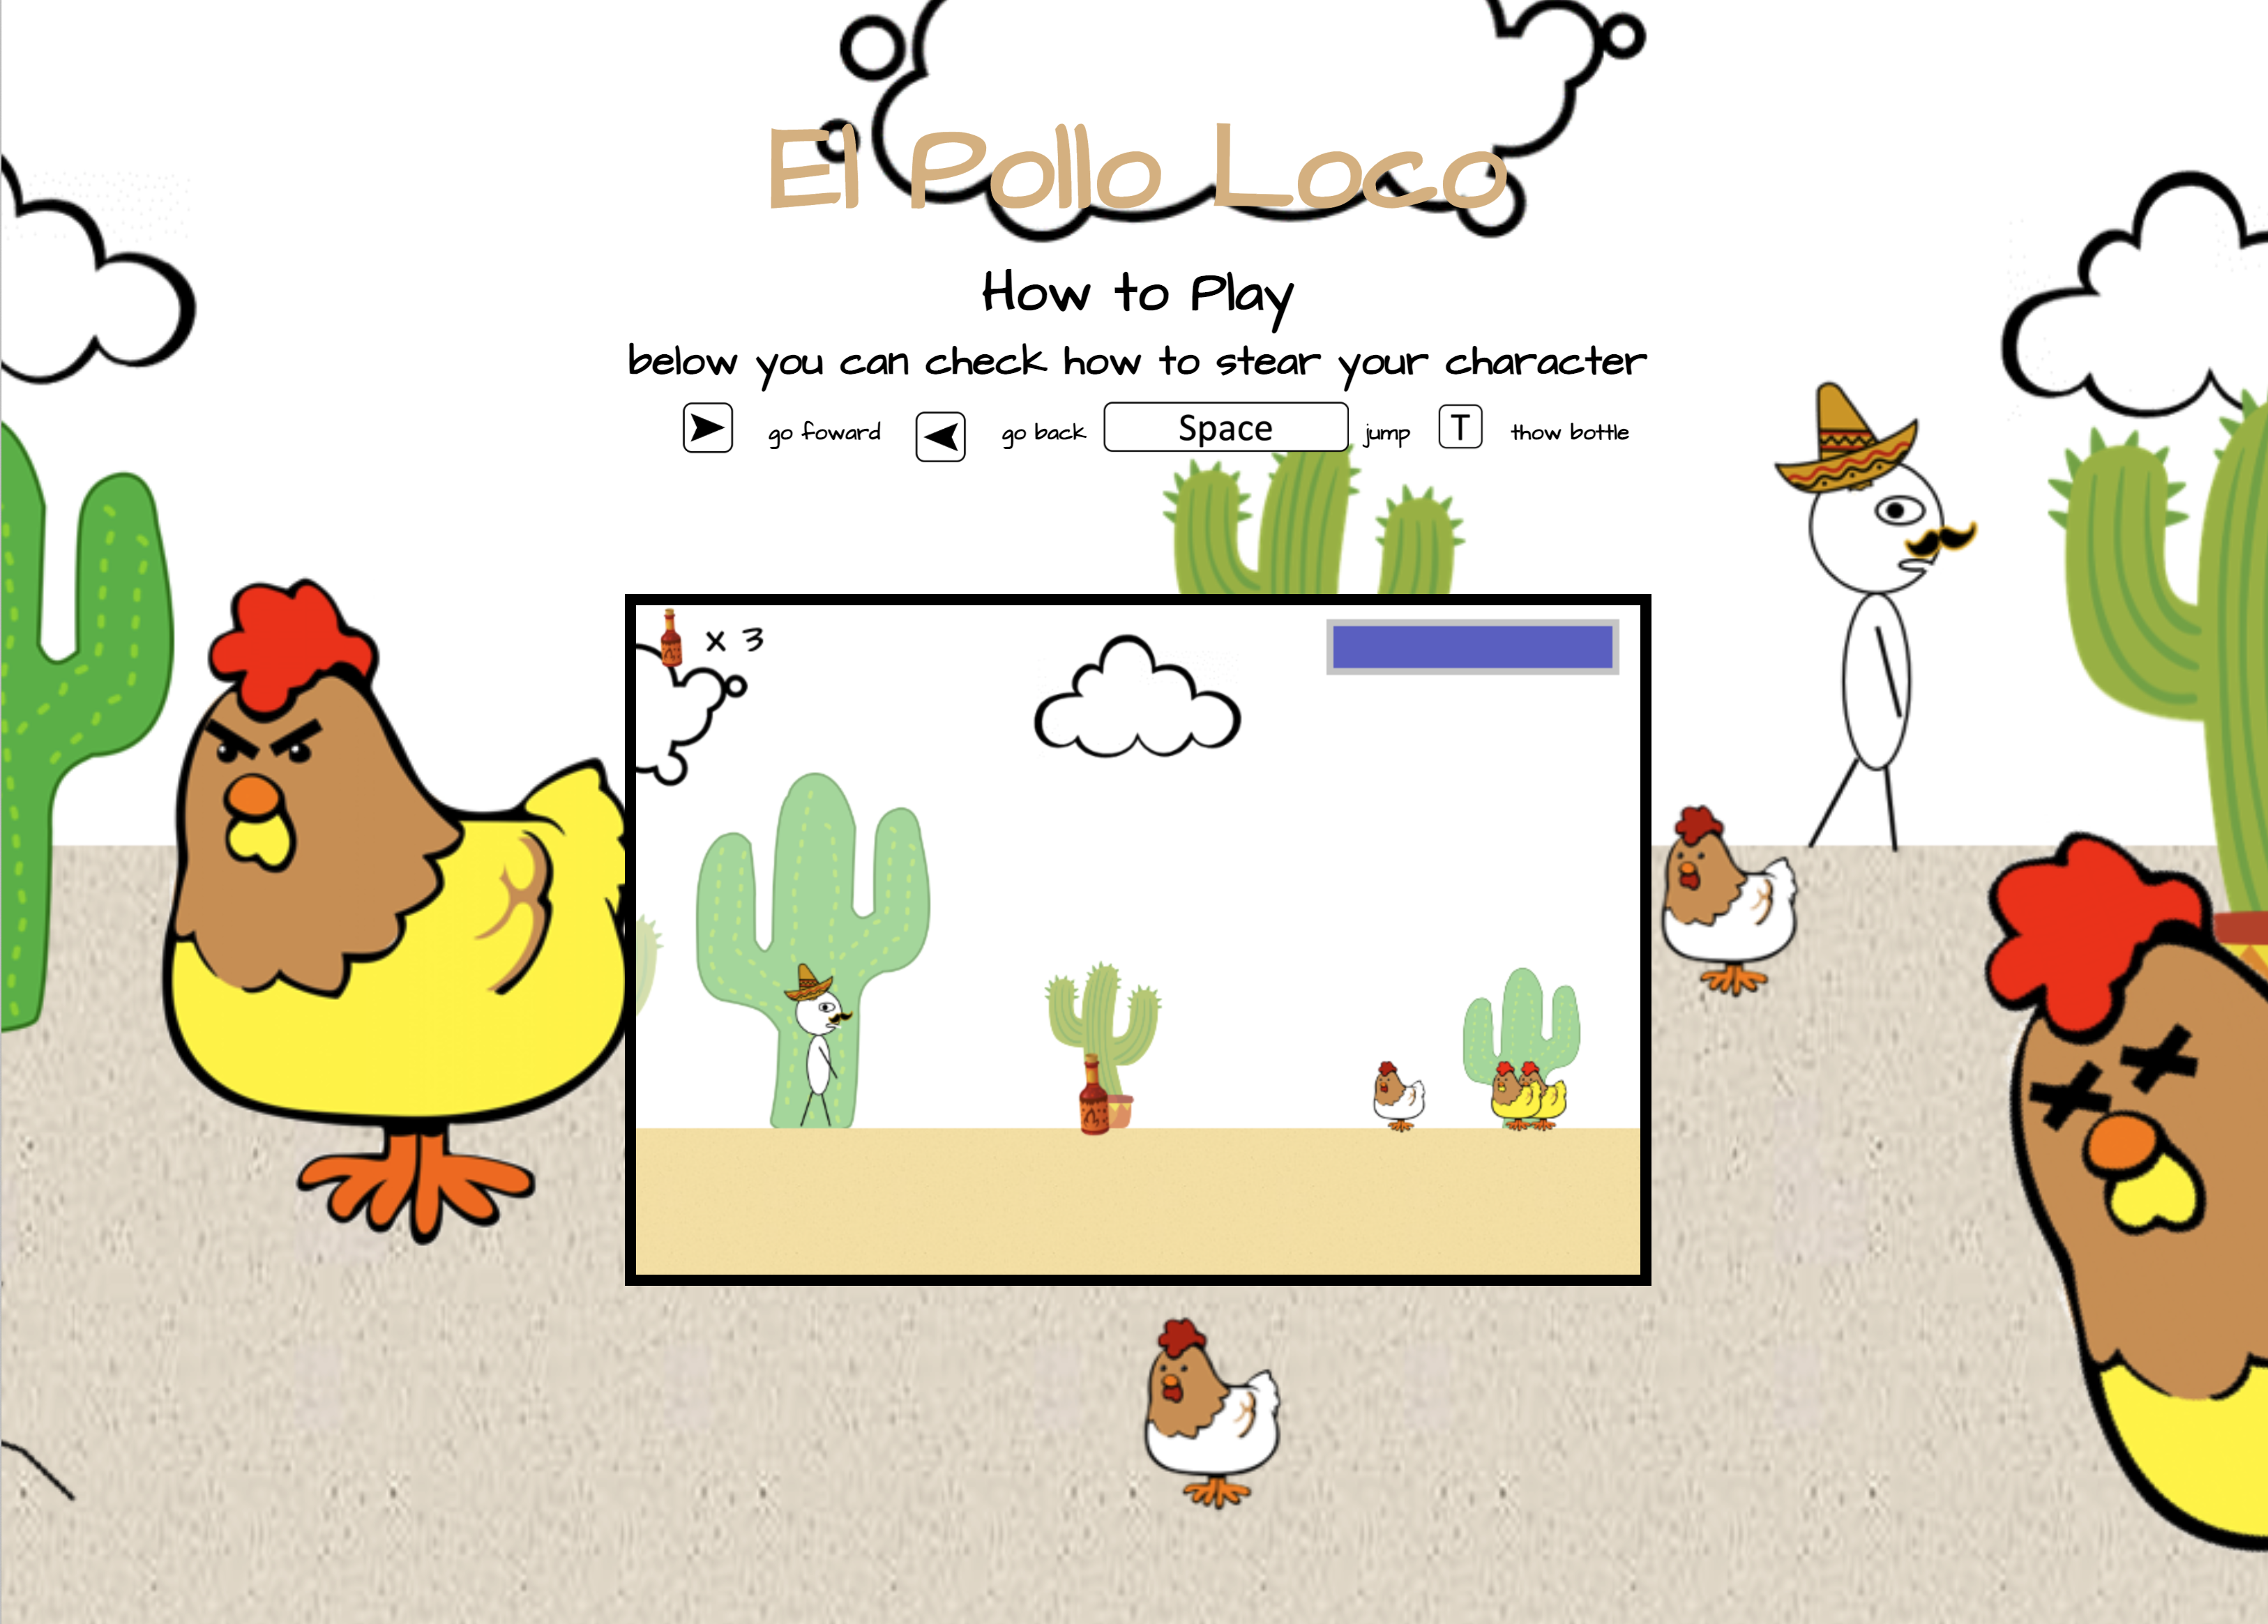 El Pollo Loco
How to Play
below you can check how to stear your character
go foward go back Space jump T thow bottle
x 3